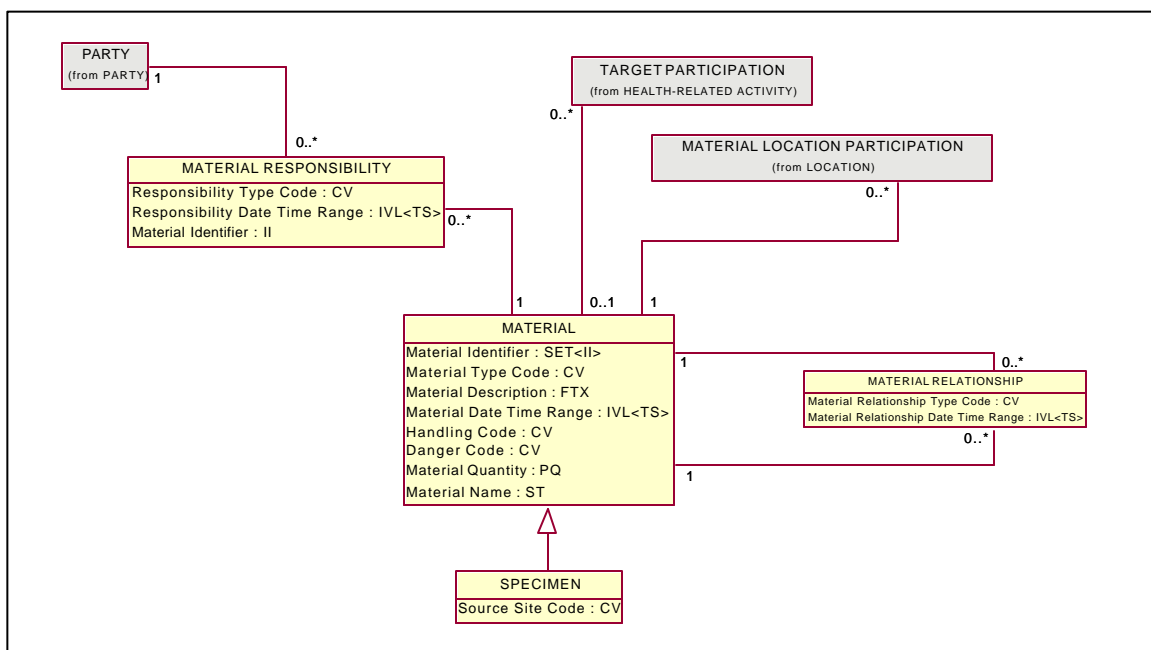 PARTY
(from PARTY)
1
0..*
TARGET PARTICIPATION
(from HEALTH-RELATED ACTIVITY)
0..*
MATERIAL LOCATION PARTICIPATION
(from LOCATION)
0..*
MATERIAL RESPONSIBILITY
Responsibility Type Code : CV
Responsibility Date Time Range : IVL<TS>
Material Identifier : II
0..*
1
0..1
1
MATERIAL
Material Identifier : SET<II>
Material Type Code : CV
Material Description : FTX
Material Date Time Range : IVL<TS>
Handling Code : CV
Danger Code : CV
Material Quantity : PQ
Material Name : ST
1
0..*
MATERIAL RELATIONSHIP
Material Relationship Type Code : CV
Material Relationship Date Time Range : IVL<TS>
0..*
1
SPECIMEN
Source Site Code : CV